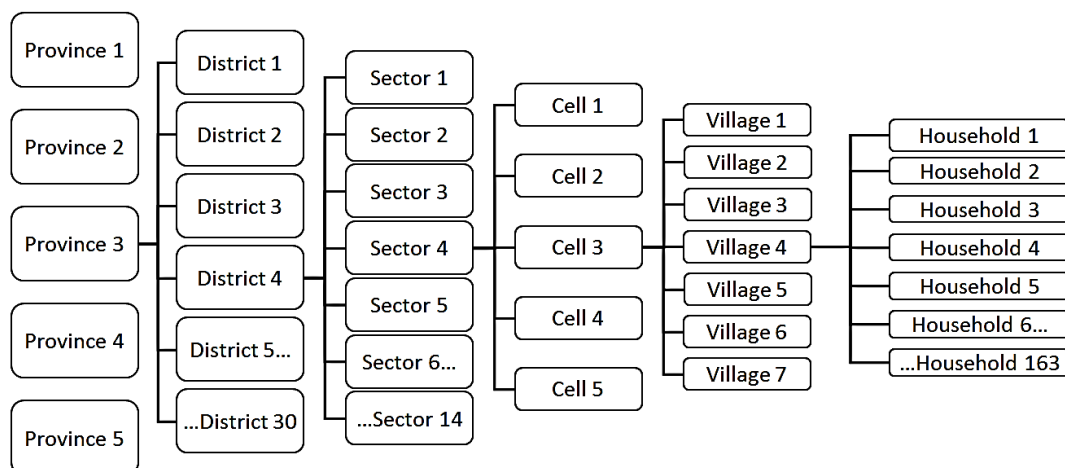 Province 1
Province 2
Province 3
Province 4
Province 5
District 1
District 2
District 3
District 4
District 5...
...District 30
Sector 1
Sector 2
Sector 3
Sector 4
Sector 5
Sector 6...
...Sector 14
Cell 1
Cell 2
Cell 3
Cell 4
Cell 5
Village 1
Village 2
Village 3
Village 4
Village 5
Village 6
Village 7
Household 1
Household 2
Household 3
Household 4
Household 5
Household 6...
...Household 163